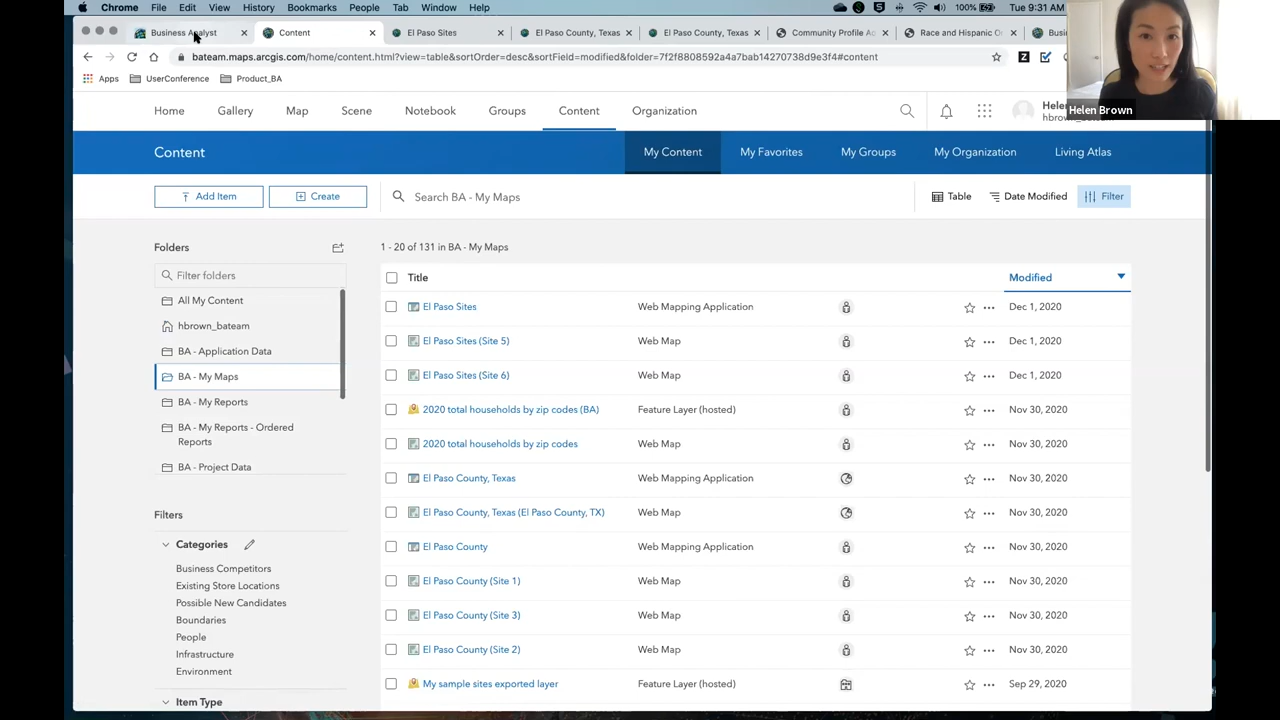 Chrome File Edit View History Bookmarks People Tab Window Help 100% Tue 9:31 AM
Business Analyst Content El Paso Sites El Paso County, Texas El Paso County, Texas Community Profile Race and Hispanic O
bateam.maps.arcgis.com/home/content.html?view=table&sortOrder=desc&sortField=modified&folder=7f2f8808592a4a7bab14270738d9e3f4#content
Apps UserConference Product_BA
Home Gallery Map Scene Notebook Groups Content Organization
Helen Brown
Content My Content My Favorites My Groups My Organization Living Atlas
Add Item Create Search BA - My Maps Table Date Modified Filter
Folders 1 - 20 of 131 in BA - My Maps
Filter folders
All My Content
hbrown_bateam
BA - Application Data
BA - My Maps
BA - My Reports
BA - My Reports - Ordered
Reports
BA - Project Data
Filters
Categories
Business Competitors
Existing Store Locations
Possible New Candidates
Boundaries
People
Infrastructure
Environment
Item Type
Title Modified
El Paso Sites Web Mapping Application Dec 1, 2020
El Paso Sites (Site 5) Web Map Dec 1, 2020
El Paso Sites (Site 6) Web Map Dec 1, 2020
2020 total households by zip codes (BA) Feature Layer (hosted) Nov 30, 2020
2020 total households by zip codes Web Map Nov 30, 2020
El Paso County, Texas Web Mapping Application Nov 30, 2020
El Paso County, Texas (El Paso County, TX) Web Map Nov 30, 2020
El Paso County Web Mapping Application Nov 30, 2020
El Paso County (Site 1) Web Map Nov 30, 2020
El Paso County (Site 3) Web Map Nov 30, 2020
El Paso County (Site 2) Web Map Nov 30, 2020
My sample sites exported layer Feature Layer (hosted) Sep 29, 2020